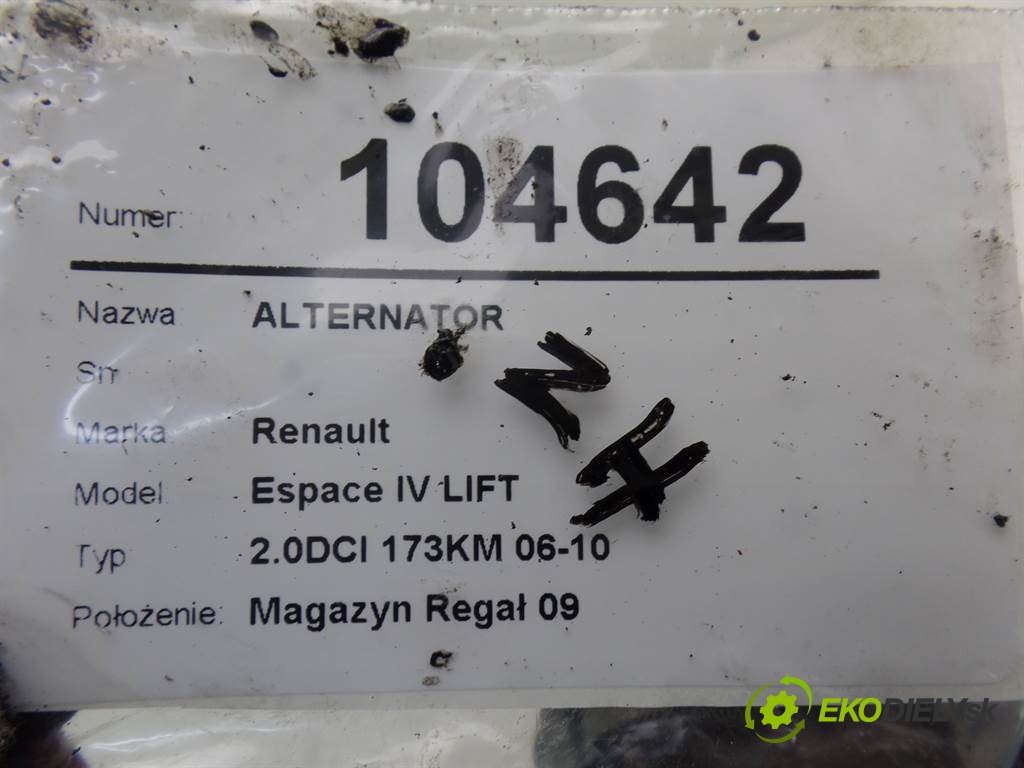 Numer: 104642
Nazwa ALTERNATOR
Sn
Marka Renault
Model: Espace IV LIFT
Typ 2.0DCI 173KM 06-10
Położenie: Magazyn Regał 09
EKODIELY.sk